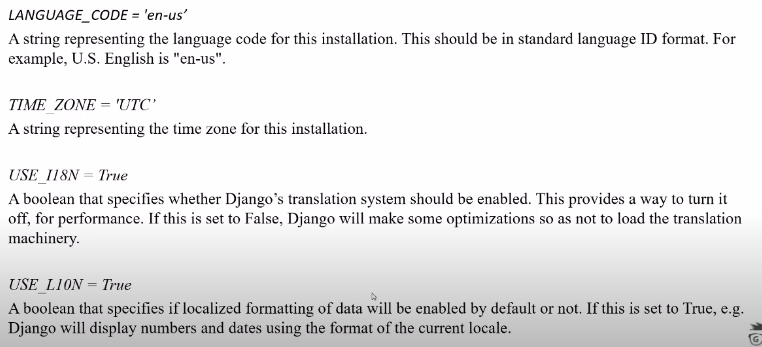 LANGUAGE_CODE = 'en-us’
A string representing the language code for this installation. This should be in standard language ID format. For
example, U.S. English is "en-us".
TIME_ZONE = 'UTC’
A string representing the time zone for this installation.
USE_I18N = True
A boolean that specifies whether Django’s translation system should be enabled. This provides a way to turn it
off, for performance. If this is set to False, Django will make some optimizations so as not to load the translation
machinery.
USE_L10N = True
A boolean that specifies if localized formatting of data will be enabled by default or not. If this is set to True, e.g.
Django will display numbers and dates using the format of the current locale.